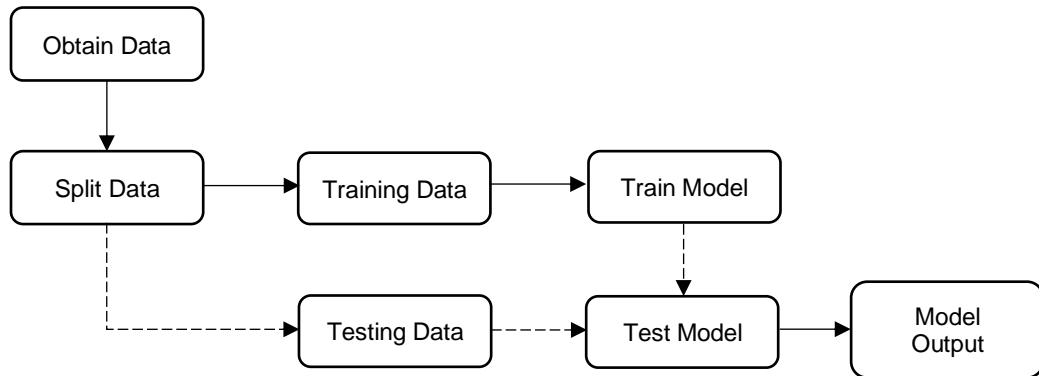 Obtain Data
Split Data
Training Data
Train Model
Testing Data
Test Model
Model
Output